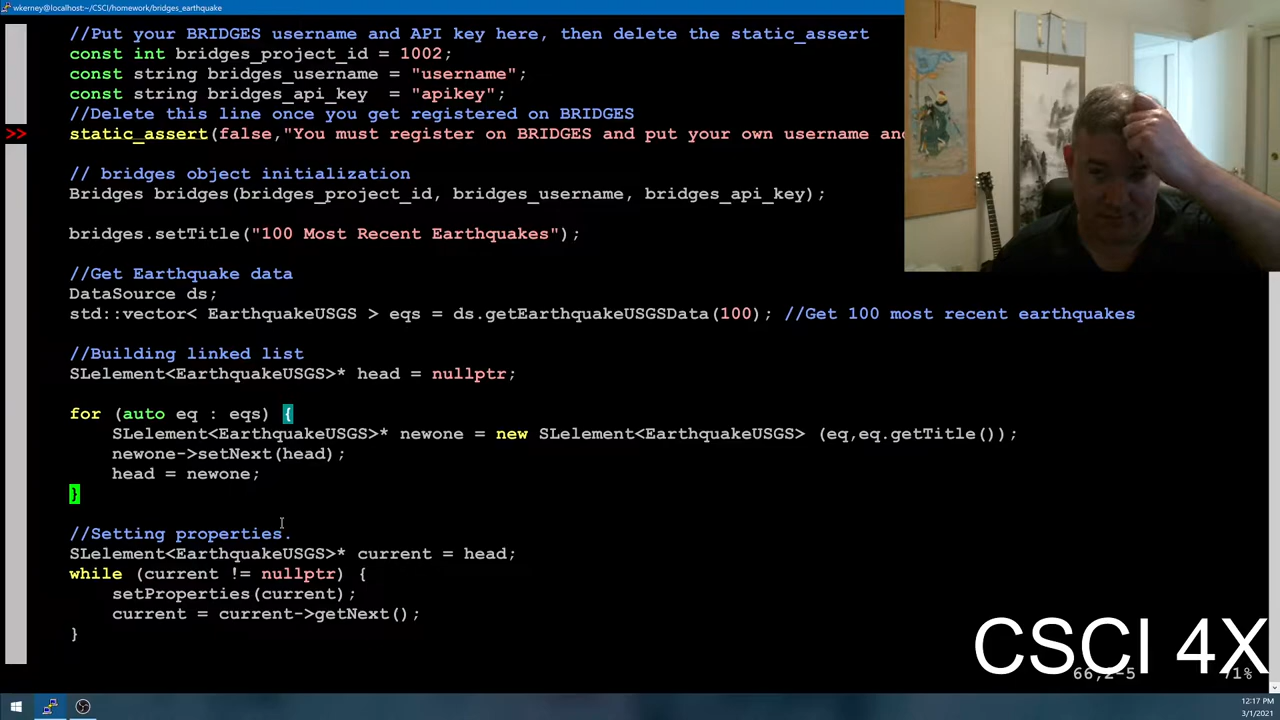 wkerney@localhost:~/CSCI/homework/bridges_earthquake
//Put your BRIDGES username and API key here, then delete the static_assert
const int bridges_project_id = 1002;
const string bridges_username = "username";
const string bridges_api_key  = "apikey";
//Delete this line once you get registered on BRIDGES
>> static_assert(false,"You must register on BRIDGES and put your own username and
// bridges object initialization
Bridges bridges(bridges_project_id, bridges_username, bridges_api_key);
bridges.setTitle("100 Most Recent Earthquakes");
//Get Earthquake data
DataSource ds;
std::vector< EarthquakeUSGS > eqs = ds.getEarthquakeUSGSData(100); //Get 100 most recent earthquakes
//Building linked list
SLelement<EarthquakeUSGS>* head = nullptr;
for (auto eq : eqs) {
SLelement<EarthquakeUSGS>* newone = new SLelement<EarthquakeUSGS> (eq,eq.getTitle());
newone->setNext(head);
head = newone;
}
//Setting properties.
SLelement<EarthquakeUSGS>* current = head;
while (current != nullptr) {
setProperties(current);
current = current->getNext();
}
CSCI 4X
66,2-5 71%
12:17 PM
3/1/2021